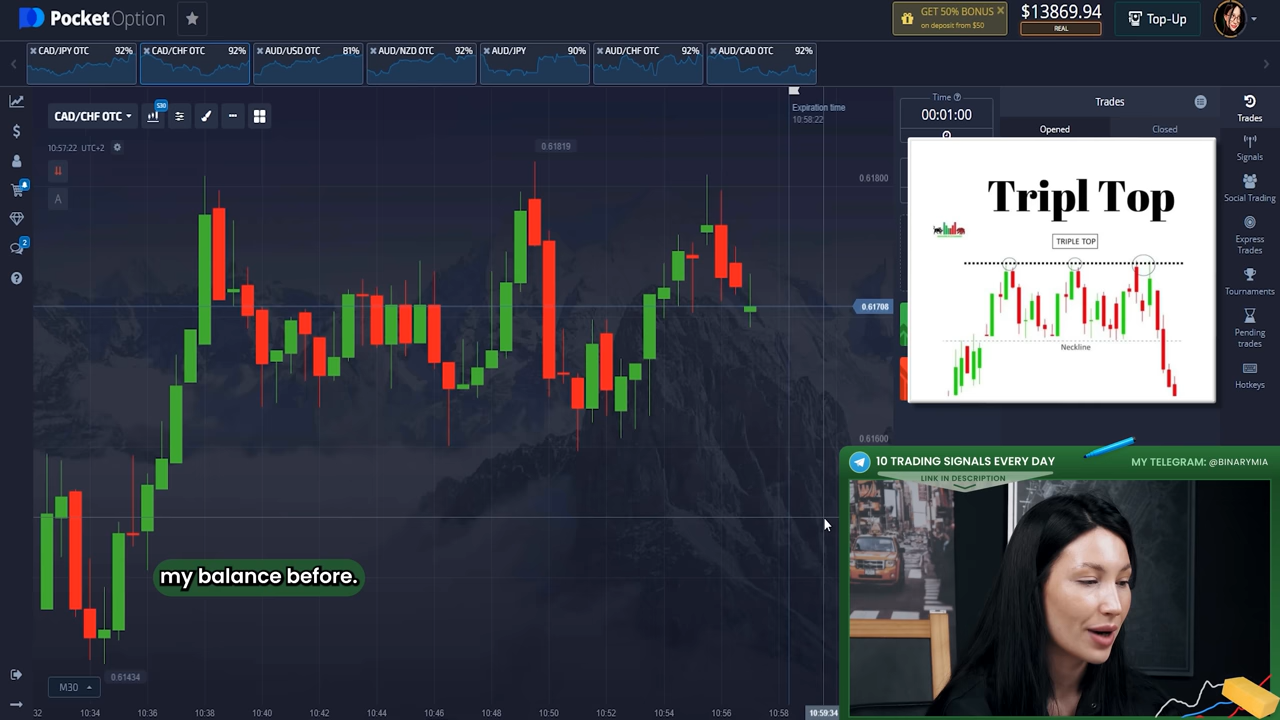 PocketOption
GET 50% BONUS
on deposit from $50
$13869.94
REAL
Top-Up
CAD/JPY OTC 92%
CAD/CHF OTC 92%
AUD/USD OTC 81%
AUD/NZD OTC 92%
AUD/JPY 90%
AUD/CHF OTC 92%
AUD/CAD OTC 92%
CAD/CHF OTC
S30
10:57:22 UTC+2
A
2
0.61819
Expiration time
10:58:22
0.61800
0.61708
0.61600
0.61434
Time
00:01:00
Trades
Opened
Closed
Trades
Signals
Social Trading
Express
Trades
Tournaments
Pending
trades
Hotkeys
Tripl Top
TRIPLE TOP
Neckline
10 TRADING SIGNALS EVERY DAY
LINK IN DESCRIPTION
MY TELEGRAM: @BINARYMIA
my balance before.
M30
32 10:34 10:36 10:38 10:40 10:42 10:44 10:46 10:48 10:50 10:52 10:54 10:56 10:58 10:59:34